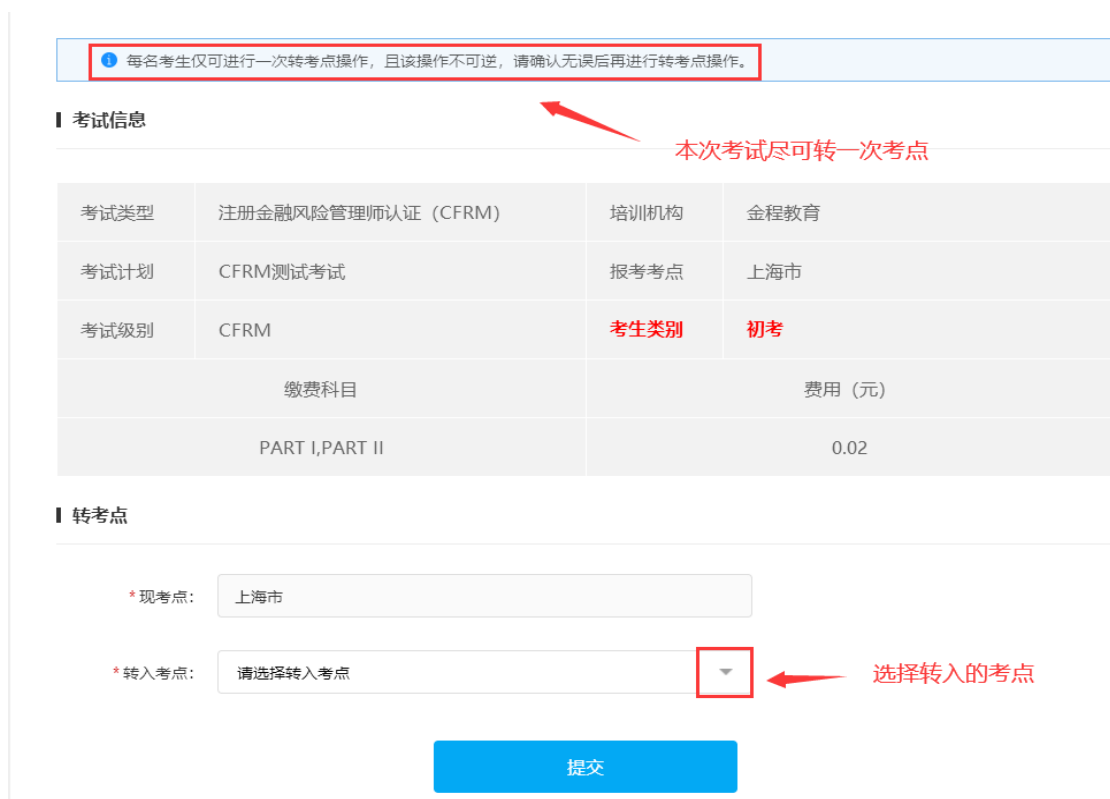 每名考生仅可进行一次转考点操作，且该操作不可逆，请确认无误后再进行转考点操作。
考试信息
本次考试尽可转一次考点
考试类型 注册金融风险管理师认证（CFRM） 培训机构 金程教育
考试计划 CFRM测试考试 报考考点 上海市
考试级别 CFRM 考生类别 初考
缴费科目 费用（元）
PART I,PART II 0.02
转考点
*现考点： 上海市
*转入考点： 请选择转入考点
选择转入的考点
提交